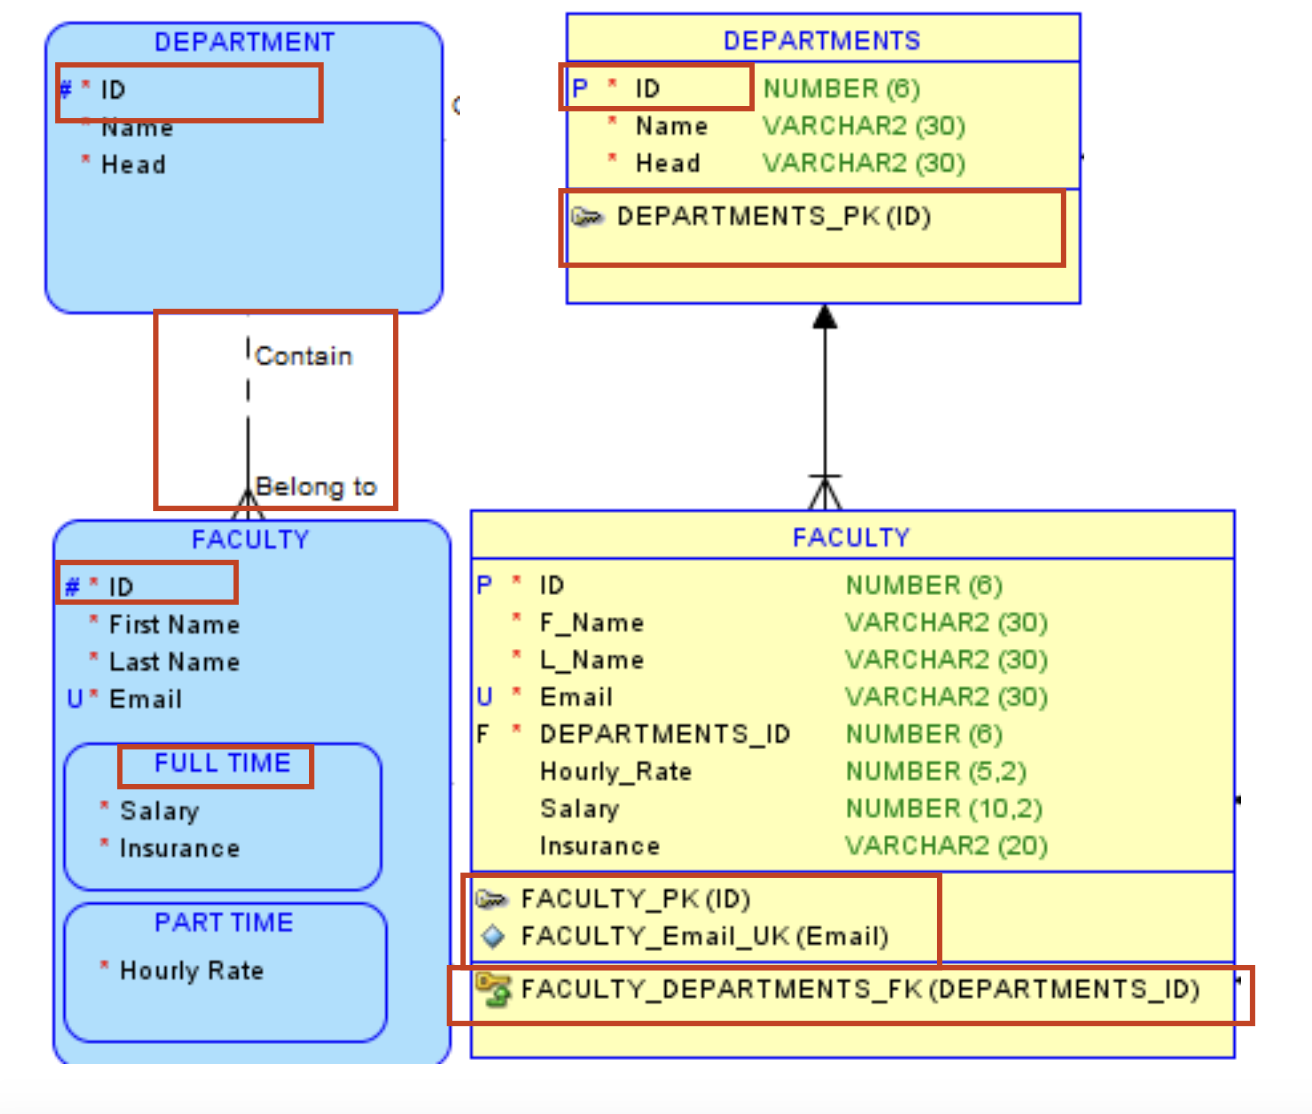 DEPARTMENT
# * ID
* Name
* Head
Contain
Belong to
FACULTY
# * ID
* First Name
* Last Name
U * Email
FULL TIME
* Salary
* Insurance
PART TIME
* Hourly Rate
DEPARTMENTS
P * ID NUMBER (6)
* Name VARCHAR2 (30)
* Head VARCHAR2 (30)
DEPARTMENTS_PK (ID)
FACULTY
P * ID NUMBER (6)
* F_Name VARCHAR2 (30)
* L_Name VARCHAR2 (30)
U * Email VARCHAR2 (30)
F * DEPARTMENTS_ID NUMBER (6)
Hourly_Rate NUMBER (5,2)
Salary NUMBER (10,2)
Insurance VARCHAR2 (20)
FACULTY_PK (ID)
FACULTY_Email_UK (Email)
FACULTY_DEPARTMENTS_FK (DEPARTMENTS_ID)